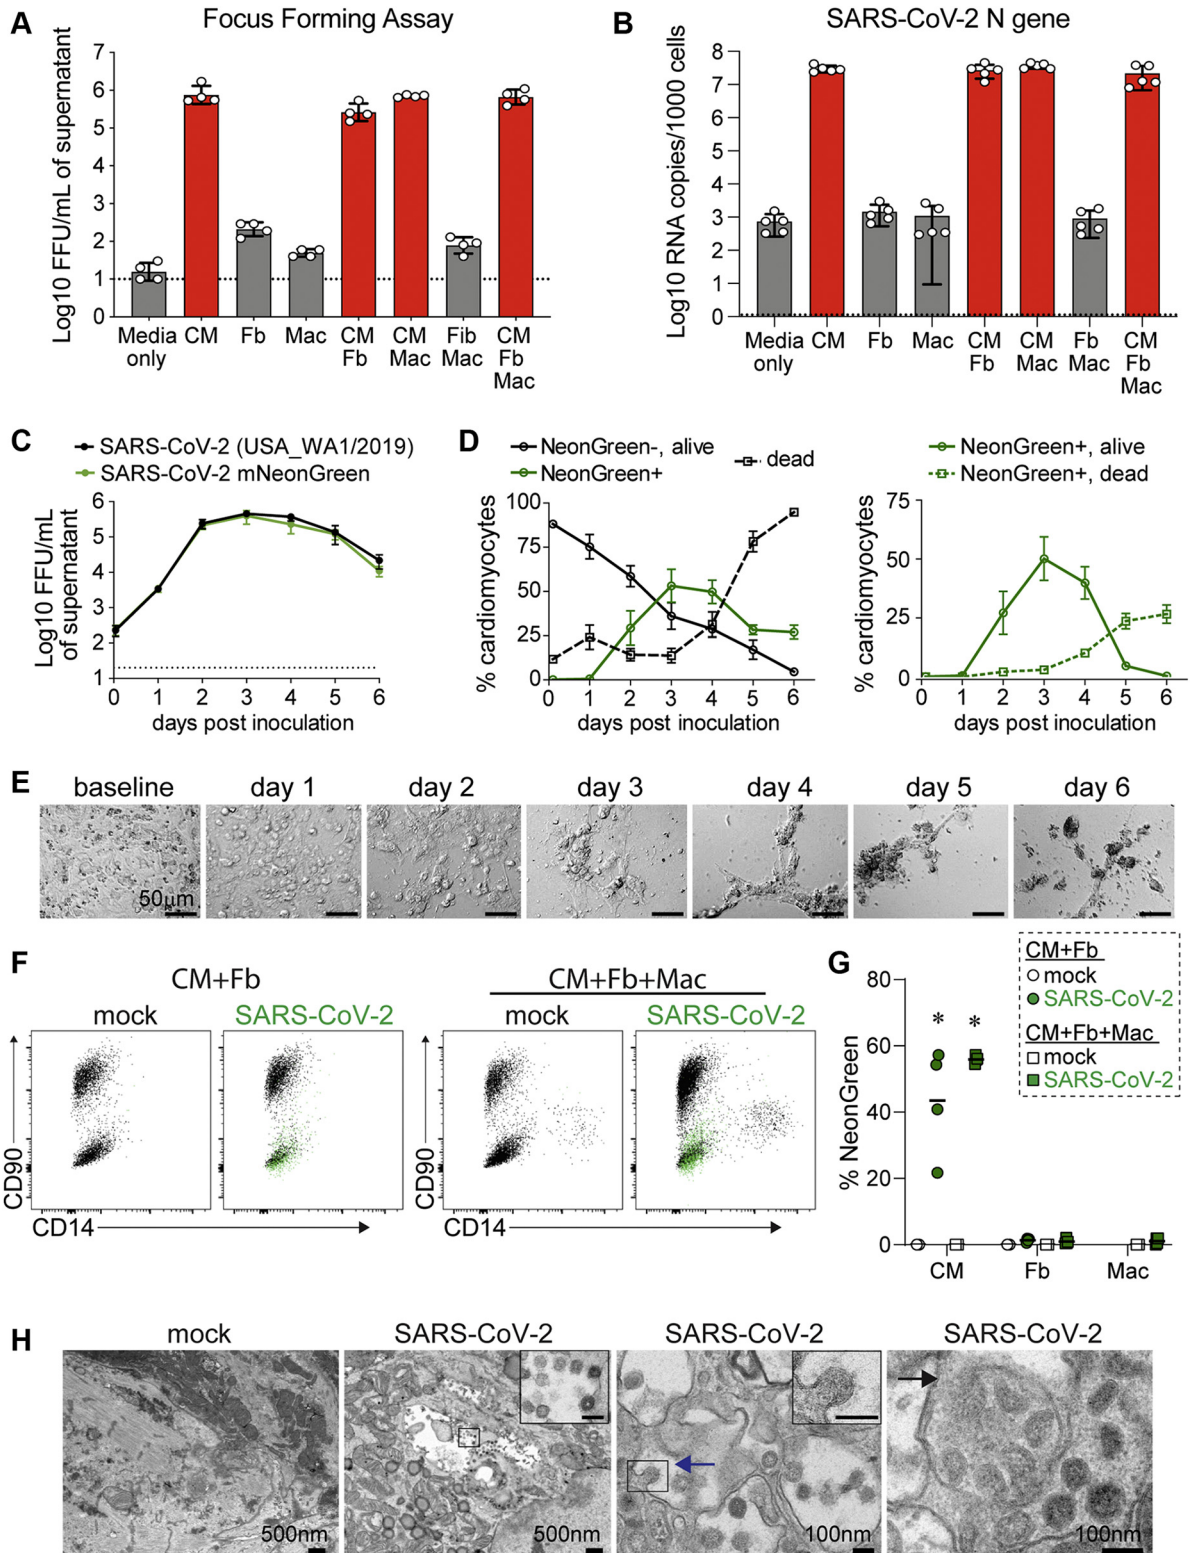 A
Focus Forming Assay
Log10 FFU/mL of supernatant
7
6
5
4
3
2
1
0
Media only
CM
Fb
Mac
CM Fb
CM Mac
Fib Mac
CM Fb Mac
B
SARS-CoV-2 N gene
Log10 RNA copies/1000 cells
8
7
6
5
4
3
2
1
0
Media only
CM
Fb
Mac
CM Fb
CM Mac
Fb Mac
CM Fb Mac
C
SARS-CoV-2 (USA_WA1/2019)
SARS-CoV-2 mNeonGreen
Log10 FFU/mL
of supernatant
6
5
4
3
2
1
0 1 2 3 4 5 6
days post inoculation
D
NeonGreen-, alive
NeonGreen+
dead
% cardiomyocytes
100
75
50
25
0
0 1 2 3 4 5 6
days post inoculation
NeonGreen+, alive
NeonGreen+, dead
% cardiomyocytes
75
50
25
0
0 1 2 3 4 5 6
days post inoculation
E
baseline day 1 day 2 day 3 day 4 day 5 day 6
50μm
F
CM+Fb
mock SARS-CoV-2
CM+Fb+Mac
mock SARS-CoV-2
CD90
CD14
CD90
CD14
G
CM+Fb
mock
SARS-CoV-2
CM+Fb+Mac
mock
SARS-CoV-2
% NeonGreen
80
60
40
20
0
* *
CM Fb Mac
H
mock SARS-CoV-2 SARS-CoV-2 SARS-CoV-2
500nm 500nm 100nm 100nm